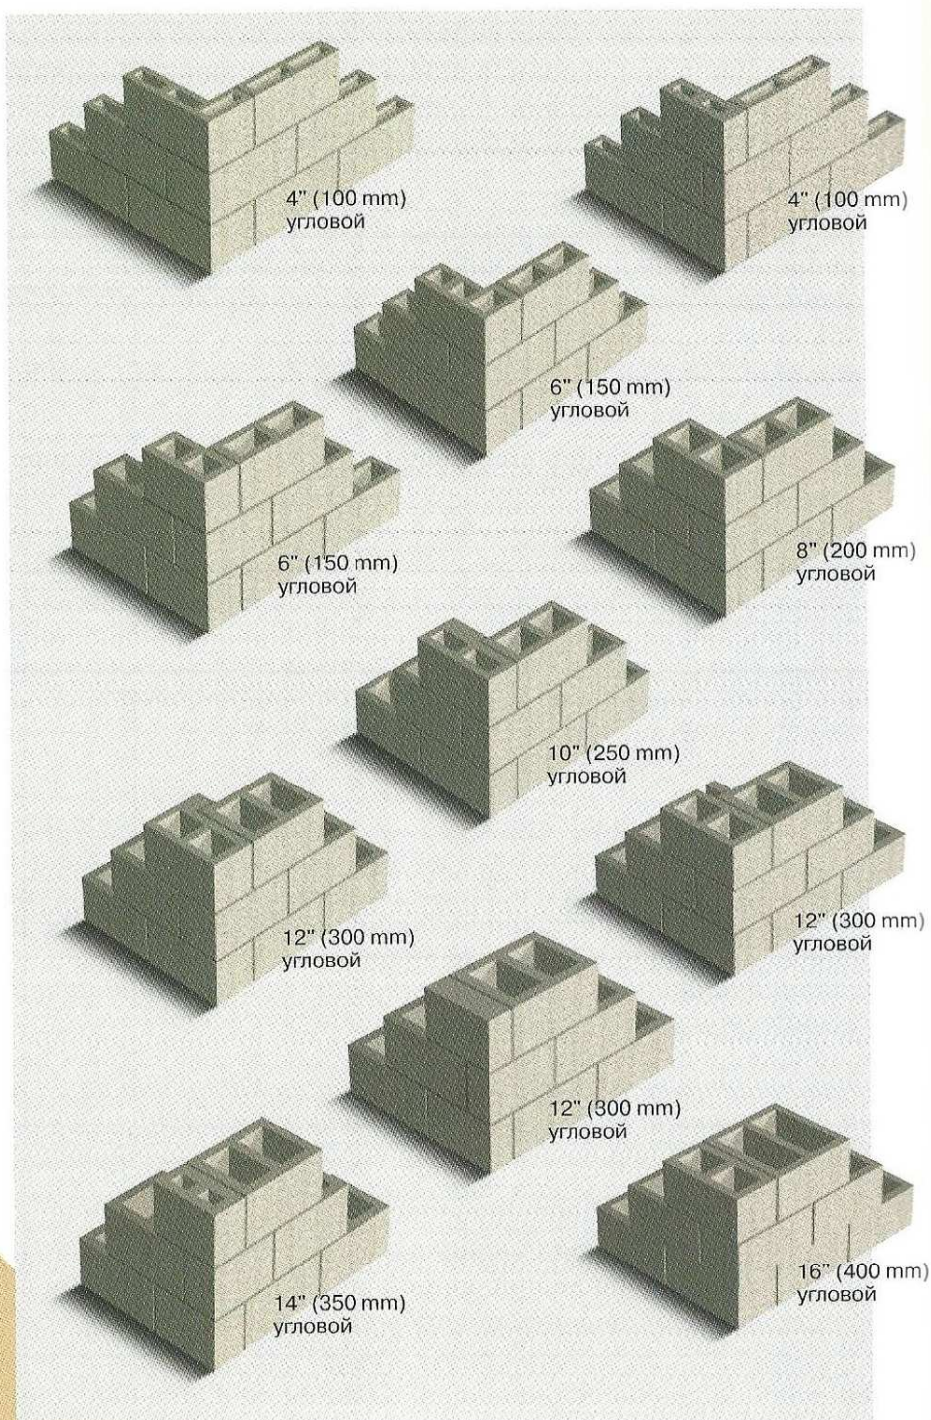 4" (100 mm)
угловой
4" (100 mm)
угловой
6" (150 mm)
угловой
6" (150 mm)
угловой
8" (200 mm)
угловой
10" (250 mm)
угловой
12" (300 mm)
угловой
12" (300 mm)
угловой
12" (300 mm)
угловой
14" (350 mm)
угловой
16" (400 mm)
угловой